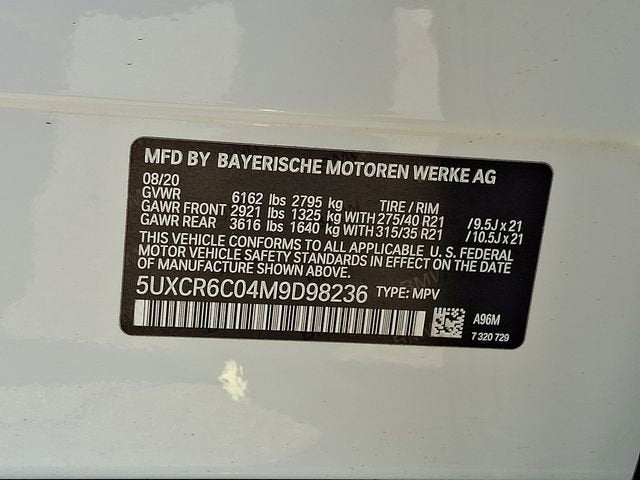 MFD BY BAYERISCHE MOTOREN WERKE AG
08/20
GVWR 6162 lbs 2795 kg TIRE / RIM
GAWR FRONT 2921 lbs 1325 kg WITH 275/40 R21 / 9.5J x 21
GAWR REAR 3616 lbs 1640 kg WITH 315/35 R21 / 10.5J x 21
THIS VEHICLE CONFORMS TO ALL APPLICABLE U.S. FEDERAL
MOTOR VEHICLE SAFETY STANDARDS IN EFFECT ON THE DATE
OF MANUFACTURE SHOWN ABOVE.
5UXCR6C04M9D98236 TYPE: MPV
A96M
7 320 729